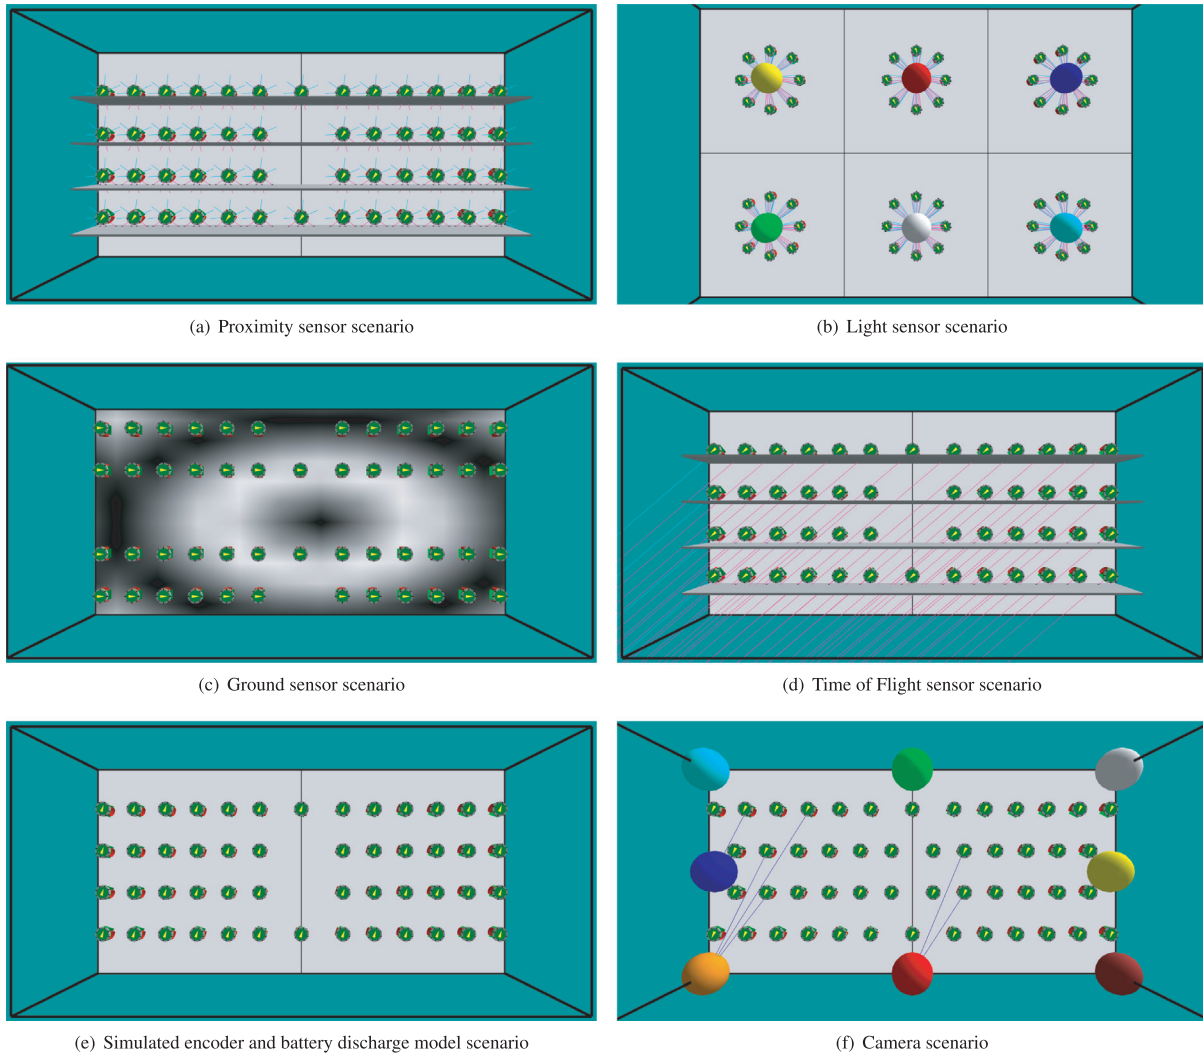 (a) Proximity sensor scenario
(b) Light sensor scenario
(c) Ground sensor scenario
(d) Time of Flight sensor scenario
(e) Simulated encoder and battery discharge model scenario
(f) Camera scenario